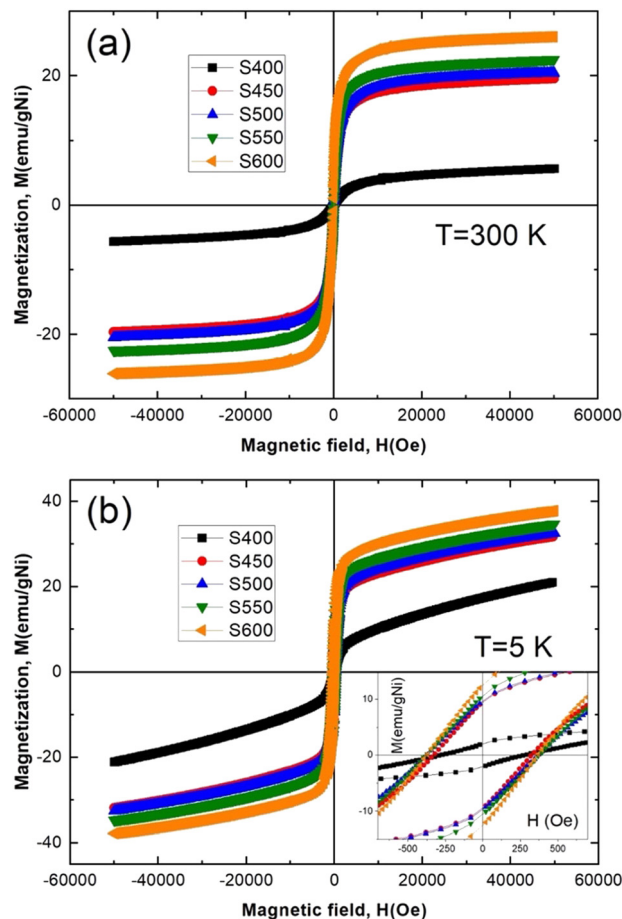 (a)
S400
S450
S500
S550
S600
T=300 K
Magnetization, M(emu/gNi)
20
0
-20
-60000 -40000 -20000 0 20000 40000 60000
Magnetic field, H(Oe)
(b)
S400
S450
S500
S550
S600
T=5 K
Magnetization, M(emu/gNi)
40
20
0
-20
-40
M(emu/gNi)
10
0
-10
H (Oe)
-500 -250 0 250 500
-60000 -40000 -20000 0 20000 40000 60000
Magnetic field, H(Oe)